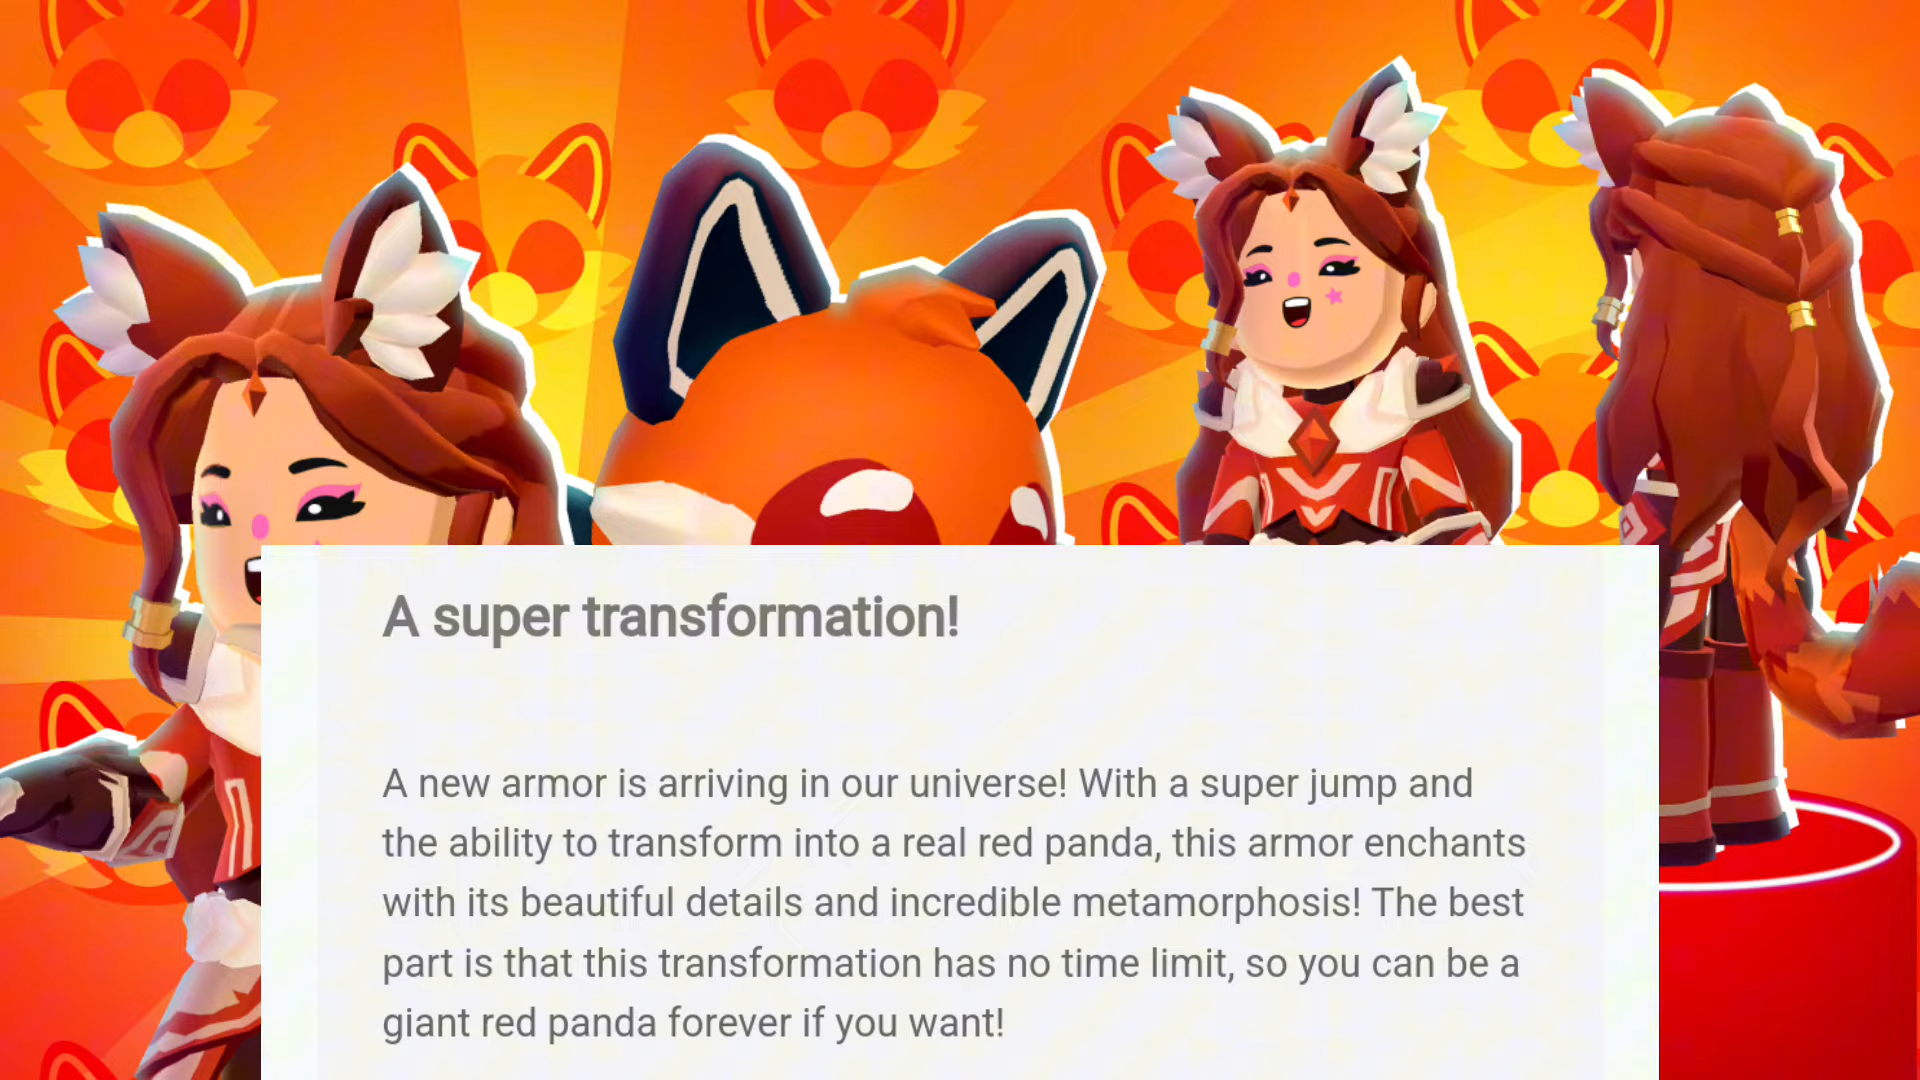 A super transformation!
A new armor is arriving in our universe! With a super jump and
the ability to transform into a real red panda, this armor enchants
with its beautiful details and incredible metamorphosis! The best
part is that this transformation has no time limit, so you can be a
giant red panda forever if you want!